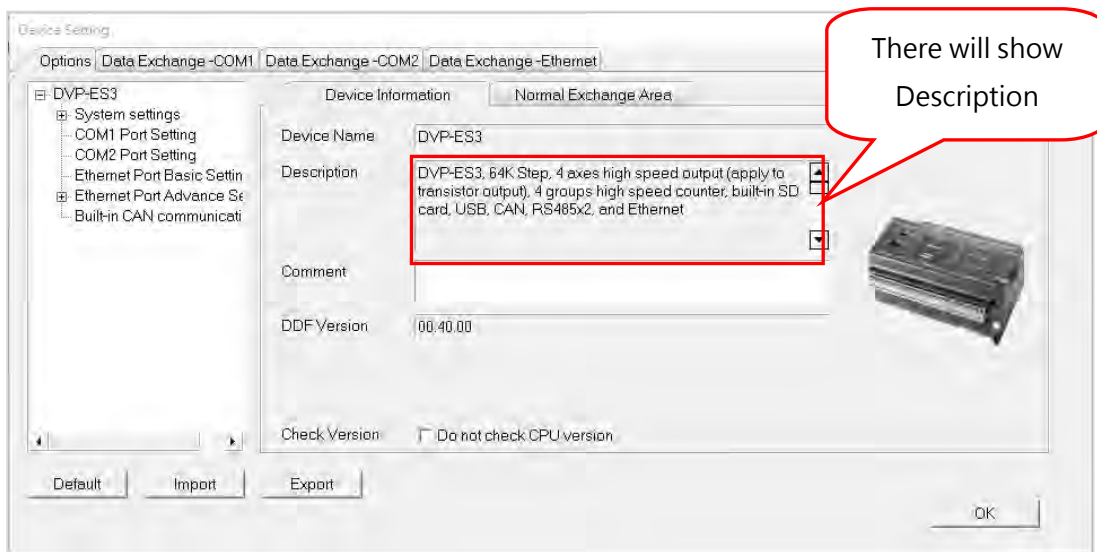 Device Setting
Options Data Exchange -COM1 Data Exchange -COM2 Data Exchange -Ethernet
There will show
Description
DVP-ES3
System settings
COM1 Port Setting
COM2 Port Setting
Ethernet Port Basic Settin
Ethernet Port Advance Se
Built-in CAN communicati
Device Information Normal Exchange Area
Device Name DVP-ES3
Description DVP-ES3, 64K Step, 4 axes high speed output (apply to
transistor output), 4 groups high speed counter, built-in SD
card, USB, CAN, RS485x2, and Ethernet
Comment
DDF Version 00.40.00
Check Version Do not check CPU version
Default Import Export
OK